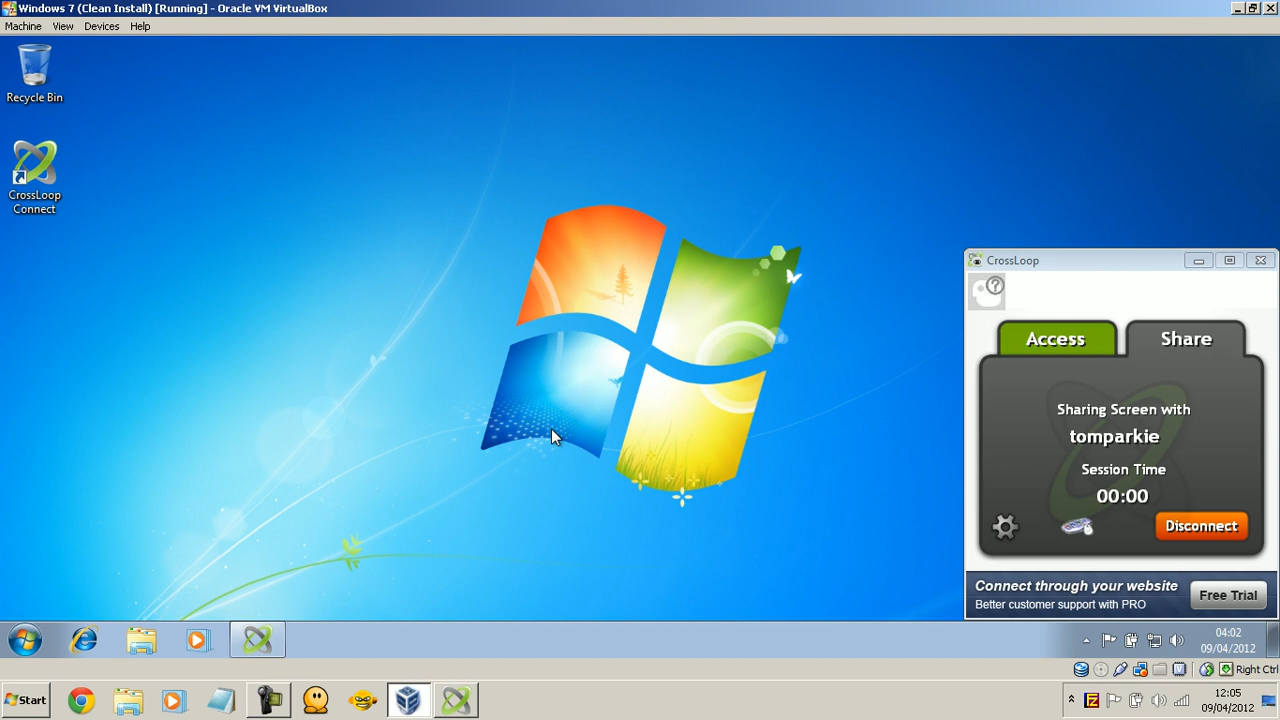 Windows 7 (Clean Install) [Running] - Oracle VM VirtualBox
Machine View Devices Help
Recycle Bin
CrossLoop
Connect
CrossLoop
Access Share
Sharing Screen with
tomparkie
Session Time
00:00
Disconnect
Connect through your website
Better customer support with PRO
Free Trial
04:02
09/04/2012
Right Ctrl
Start
12:05
09/04/2012